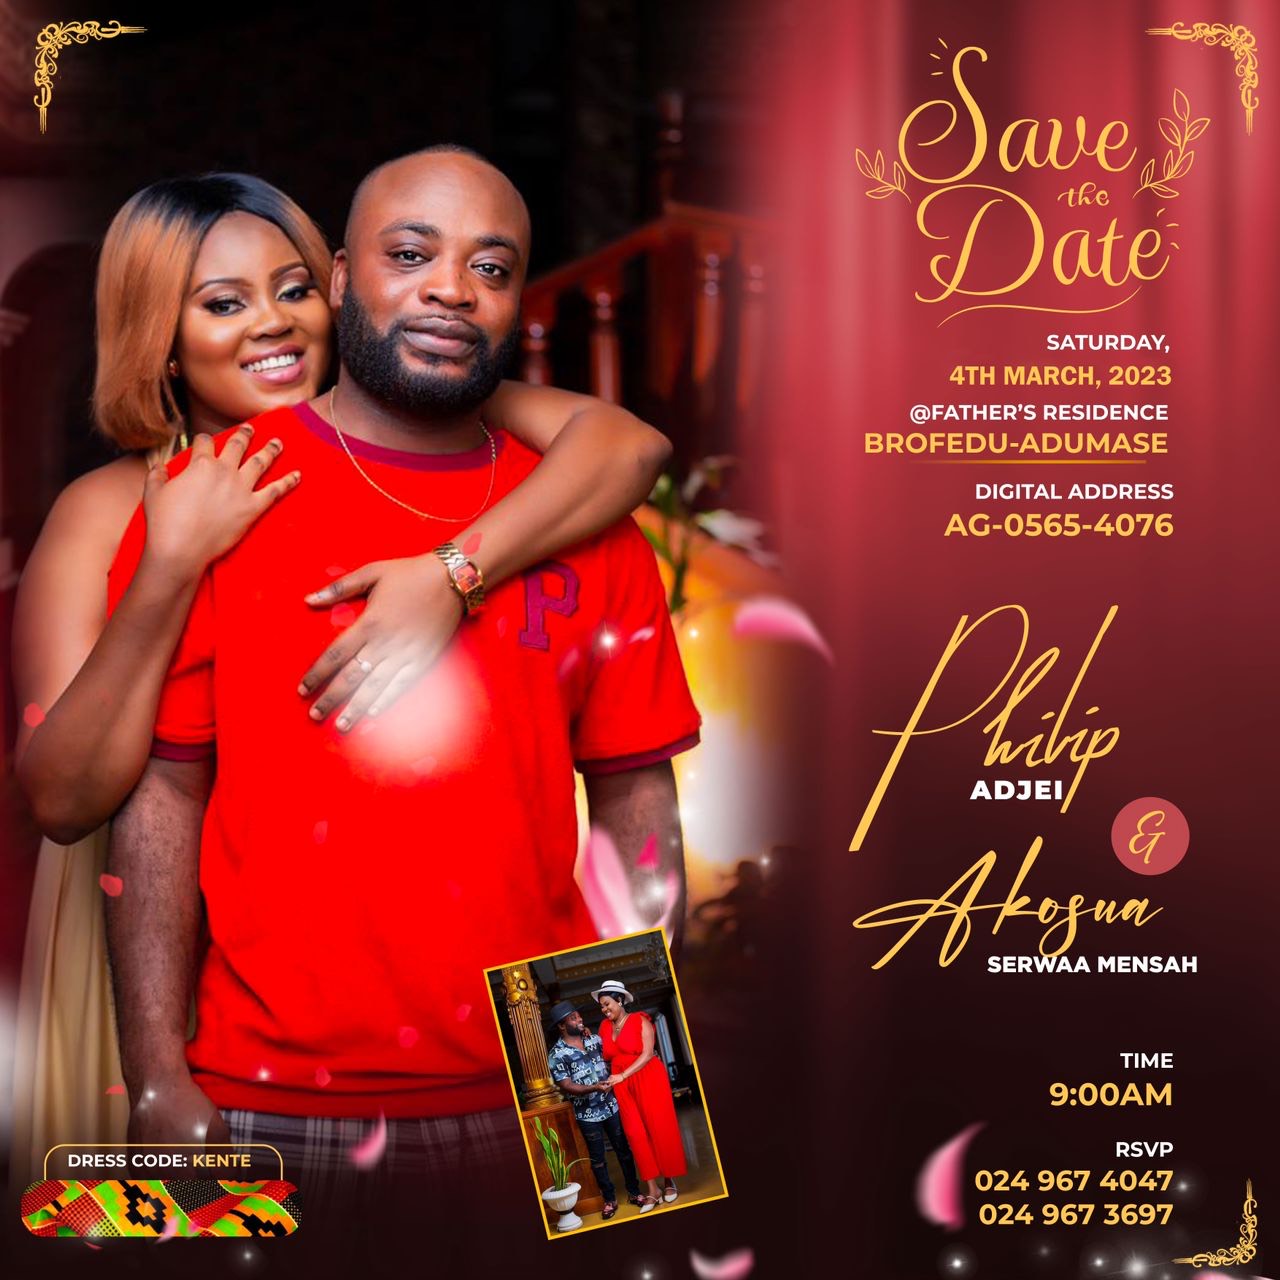 Save
the
Date
SATURDAY,
4TH MARCH, 2023
@FATHER’S RESIDENCE
BROFEDU-ADUMASE
DIGITAL ADDRESS
AG-0565-4076
P
Philip
ADJEI
&
Akosua
SERWAA MENSAH
TIME
9:00AM
RSVP
024 967 4047
024 967 3697
DRESS CODE: KENTE